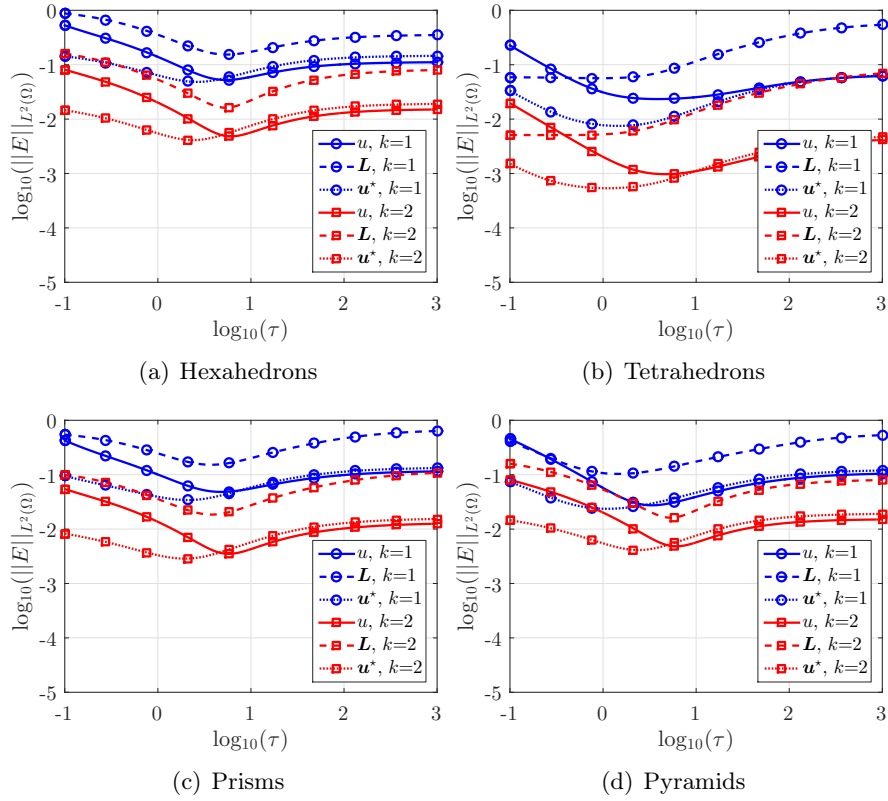 0
-1
-2
-3
-4
-5
-1 0 1 2 3
log10(||E||L2(Ω))
log10(τ)
u, k=1
L, k=1
u⋆, k=1
u, k=2
L, k=2
u⋆, k=2
(a) Hexahedrons
0
-1
-2
-3
-4
-5
-1 0 1 2 3
log10(||E||L2(Ω))
log10(τ)
u, k=1
L, k=1
u⋆, k=1
u, k=2
L, k=2
u⋆, k=2
(b) Tetrahedrons
0
-1
-2
-3
-4
-5
-1 0 1 2 3
log10(||E||L2(Ω))
log10(τ)
u, k=1
L, k=1
u⋆, k=1
u, k=2
L, k=2
u⋆, k=2
(c) Prisms
0
-1
-2
-3
-4
-5
-1 0 1 2 3
log10(||E||L2(Ω))
log10(τ)
u, k=1
L, k=1
u⋆, k=1
u, k=2
L, k=2
u⋆, k=2
(d) Pyramids